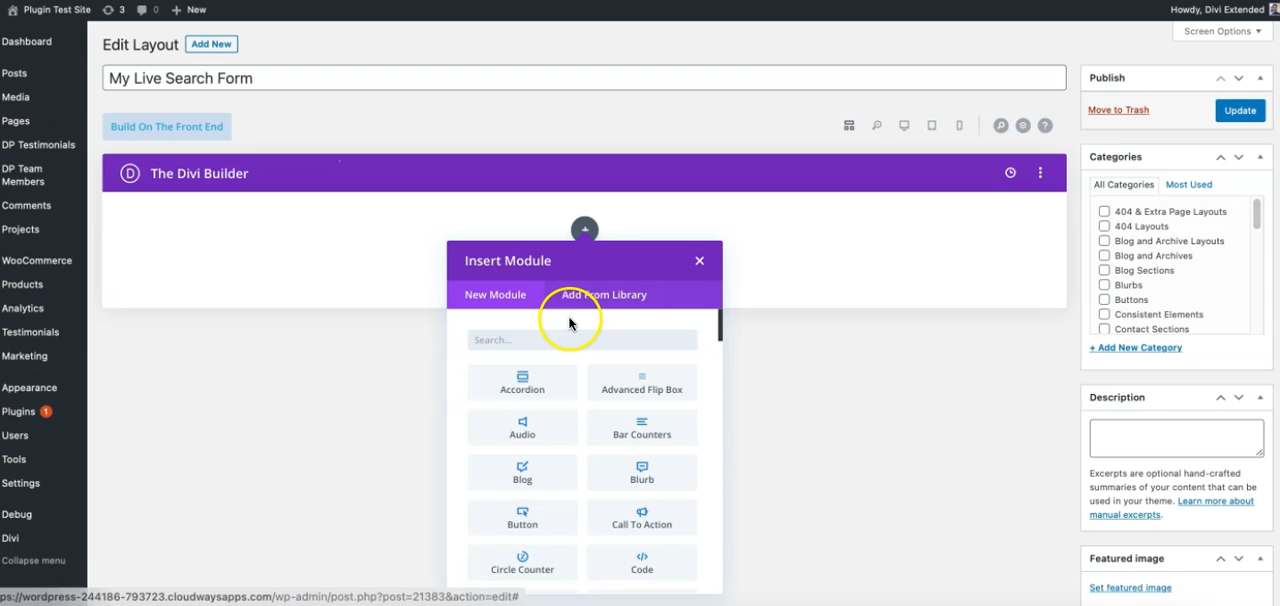 Plugin Test Site 3 0 + New Howdy, Divi Extended
Screen Options
Dashboard
Posts
Media
Pages
DP Testimonials
DP Team
Members
Comments
Projects
WooCommerce
Products
Analytics
Testimonials
Marketing
Appearance
Plugins 1
Users
Tools
Settings
Debug
Divi
Collapse menu
Edit Layout Add New
My Live Search Form
Build On The Front End
?
D The Divi Builder
+
Insert Module
New Module Add From Library
Search...
Accordion Advanced Flip Box
Audio Bar Counters
Blog Blurb
Button Call To Action
Circle Counter Code
Publish
Move to Trash Update
Categories
All Categories Most Used
404 & Extra Page Layouts
404 Layouts
Blog and Archive Layouts
Blog and Archives
Blog Sections
Blurbs
Buttons
Consistent Elements
Contact Sections
+ Add New Category
Description
Excerpts are optional hand-crafted
summaries of your content that can be
used in your theme. Learn more about
manual excerpts.
Featured image
Set featured image
ps://wordpress-244186-793723.cloudwaysapps.com/wp-admin/post.php?post=21383&action=edit#